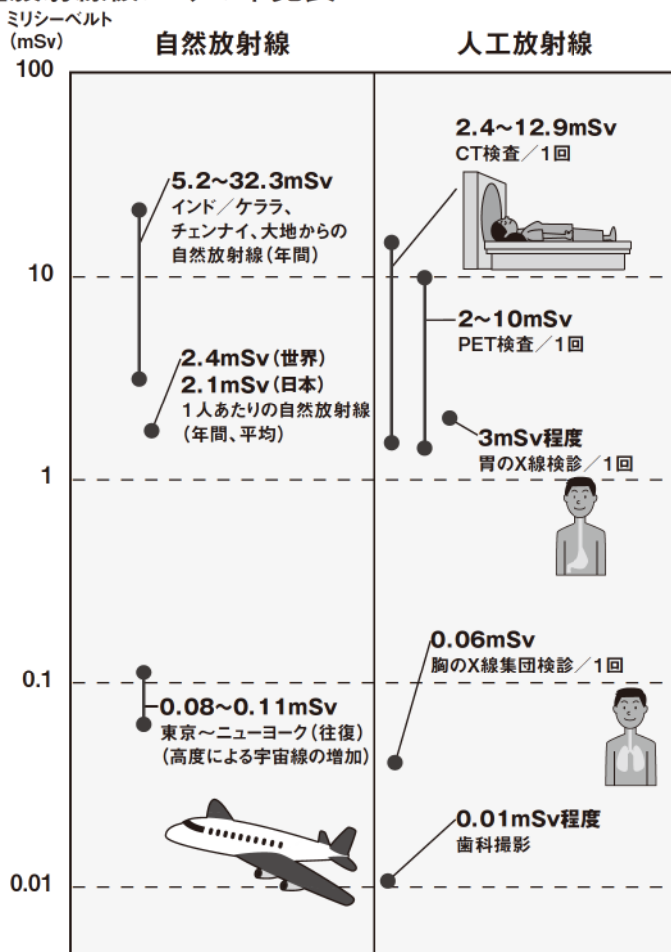 ミリシーベルト
(mSv)
自然放射線
人工放射線
100
10
1
0.1
0.01
5.2〜32.3mSv
インド／ケララ、
チェンナイ、大地からの
自然放射線(年間)
2.4mSv(世界)
2.1mSv(日本)
1人あたりの自然放射線
(年間、平均)
0.08〜0.11mSv
東京〜ニューヨーク(往復)
(高度による宇宙線の増加)
2.4〜12.9mSv
CT検査／1回
2〜10mSv
PET検査／1回
3mSv程度
胃のX線検診／1回
0.06mSv
胸のX線集団検診／1回
0.01mSv程度
歯科撮影